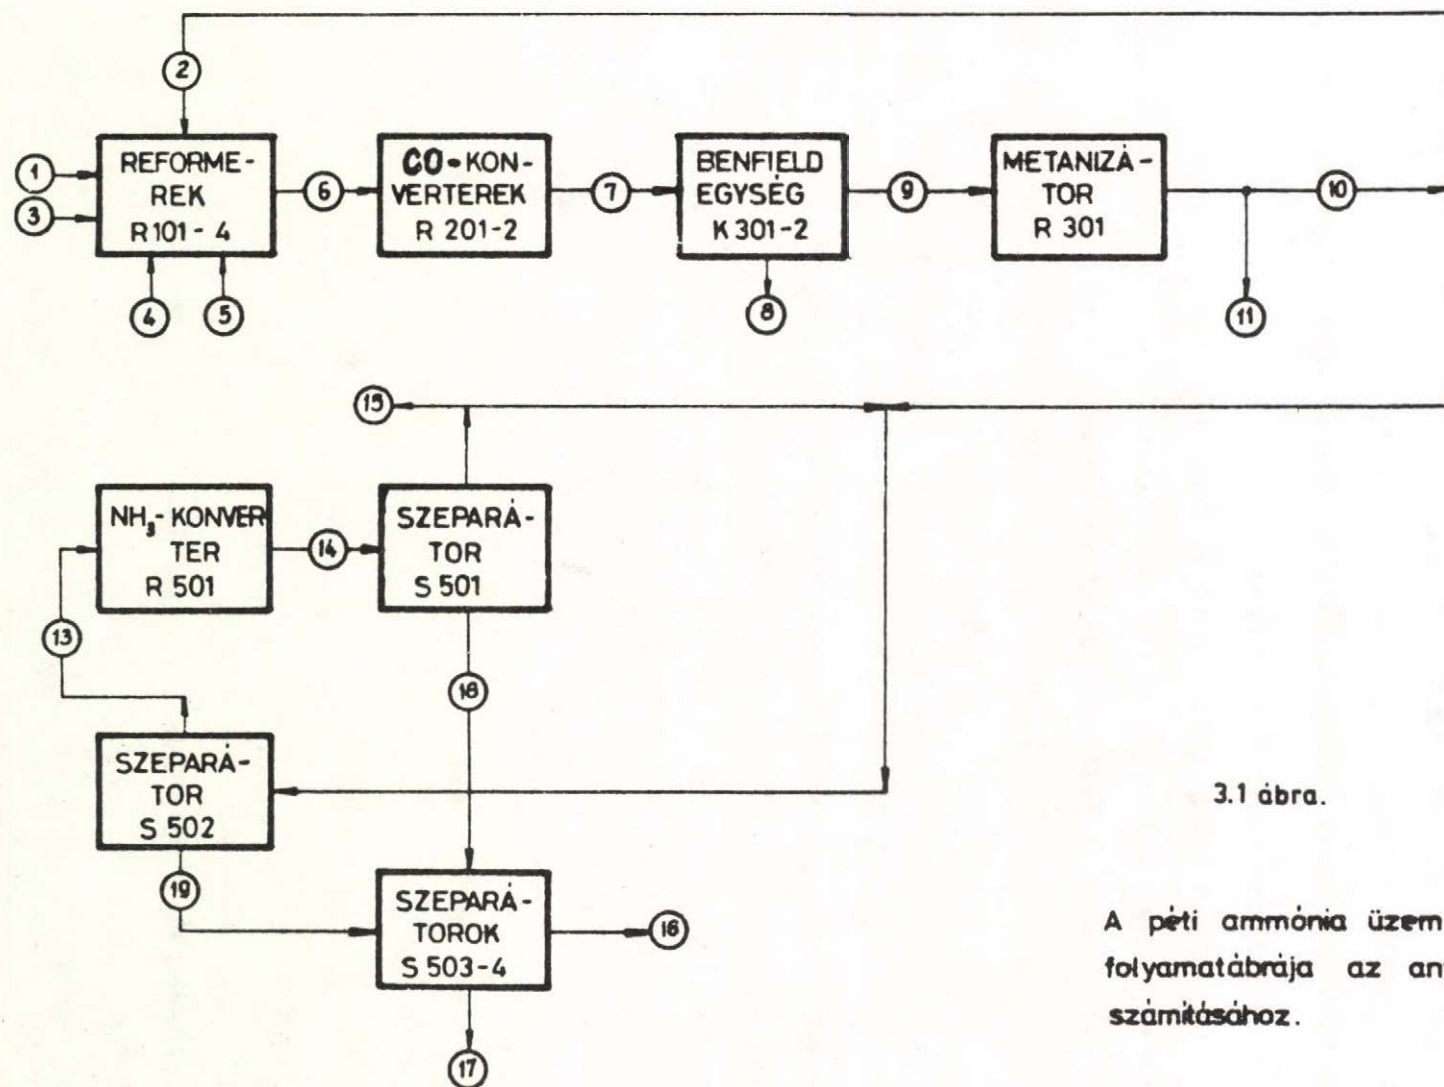 2
1
3
REFORME-
REK
R 101 - 4
6
CO-KON-
VERTEREK
R 201-2
7
BENFIELD
EGYSÉG
K 301-2
9
METANIZÁ-
TOR
R 301
10
4
5
8
11
15
NH₃-KONVER
TER
R 501
14
SZEPARÁ-
TOR
S 501
13
18
SZEPARÁ-
TOR
S 502
3.1 ábra.
19
SZEPARÁ-
TOROK
S 503-4
16
A péti ammónia üzem
folyamatábrája az an
számításához.
17